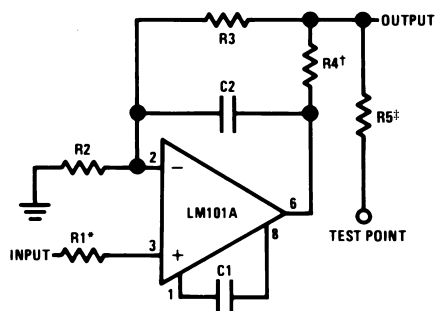 R3
OUTPUT
R4†
C2
R5‡
R2
2
−
LM101A
6
TEST POINT
R1*
INPUT
3
+
8
1
C1